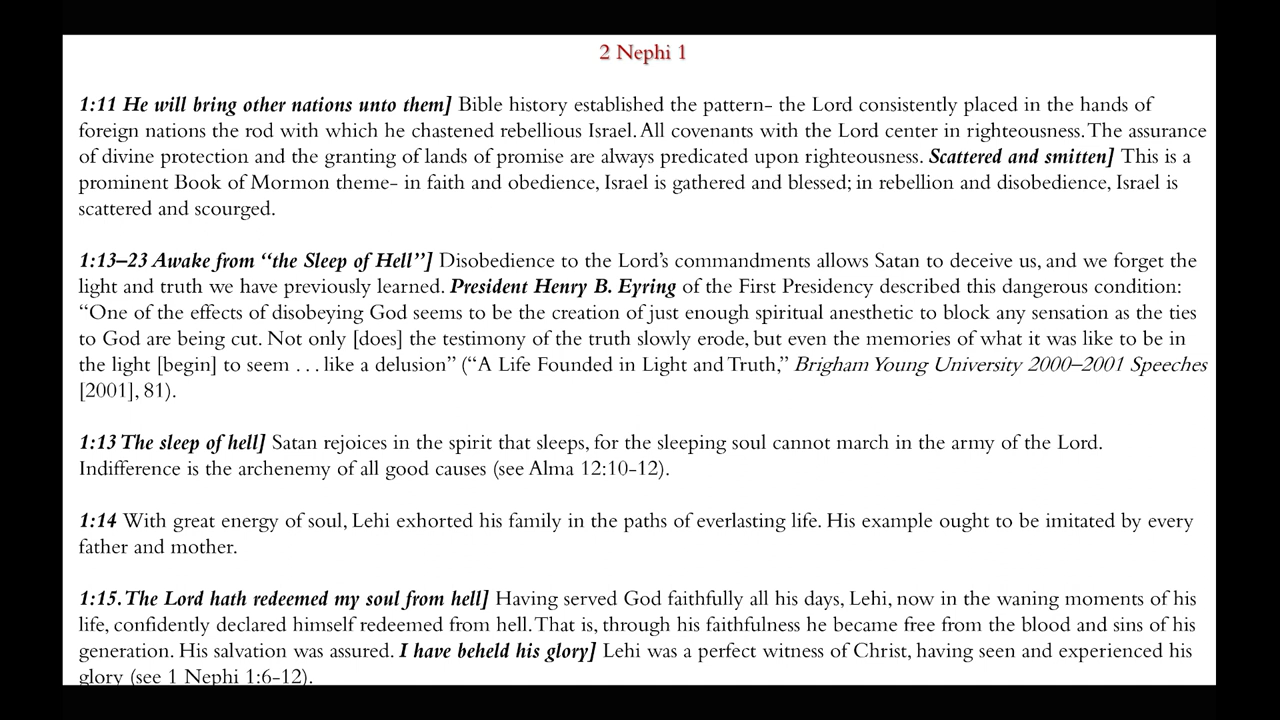 2 Nephi 1
1:11 He will bring other nations unto them] Bible history established the pattern- the Lord consistently placed in the hands of
foreign nations the rod with which he chastened rebellious Israel. All covenants with the Lord center in righteousness. The assurance
of divine protection and the granting of lands of promise are always predicated upon righteousness. Scattered and smitten] This is a
prominent Book of Mormon theme- in faith and obedience, Israel is gathered and blessed; in rebellion and disobedience, Israel is
scattered and scourged.
1:13–23 Awake from “the Sleep of Hell”] Disobedience to the Lord’s commandments allows Satan to deceive us, and we forget the
light and truth we have previously learned. President Henry B. Eyring of the First Presidency described this dangerous condition:
“One of the effects of disobeying God seems to be the creation of just enough spiritual anesthetic to block any sensation as the ties
to God are being cut. Not only [does] the testimony of the truth slowly erode, but even the memories of what it was like to be in
the light [begin] to seem . . . like a delusion” (“A Life Founded in Light and Truth,” Brigham Young University 2000–2001 Speeches
[2001], 81).
1:13 The sleep of hell] Satan rejoices in the spirit that sleeps, for the sleeping soul cannot march in the army of the Lord.
Indifference is the archenemy of all good causes (see Alma 12:10-12).
1:14 With great energy of soul, Lehi exhorted his family in the paths of everlasting life. His example ought to be imitated by every
father and mother.
1:15. The Lord hath redeemed my soul from hell] Having served God faithfully all his days, Lehi, now in the waning moments of his
life, confidently declared himself redeemed from hell. That is, through his faithfulness he became free from the blood and sins of his
generation. His salvation was assured. I have beheld his glory] Lehi was a perfect witness of Christ, having seen and experienced his
glory (see 1 Nephi 1:6-12).